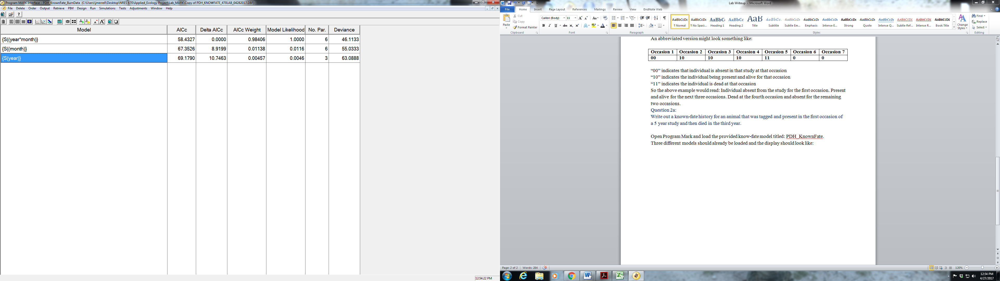 Program MARK Interface - PDH_KnownFate_BurnData (C:\Users\jmerrell\Desktop\NRES 670\Applied_Ecology Project\Lab_MARK\Copy of PDH_KNOWFATE_470LAB_04282017.DBF)
File Delete Order Output Retrieve PIM Design Run Simulations Tests Adjustments Window Help
Model AICc Delta AICc AICc Weight Model Likelihood No. Par. Deviance
{S((year*month)} 58.4327 0.0000 0.98406 1.0000 6 46.1133
{S((month)} 67.3526 8.9199 0.01138 0.0116 6 55.0333
{S(year)} 69.1790 10.7463 0.00457 0.0046 3 63.0888
12:54:22 PM
Lab Writeup - Microsoft Word
File Home Insert Page Layout References Mailings Review View EndNote Web
Paste
Cut
Copy
Format Painter
Clipboard
Calibri (Body) 11
Font
Paragraph
AaBbCcDc AaBbCcDc AaBbC AaBbCc AaB AaBbCc. AaBbCcDc AaBbCcDc AaBbCcDc AaBbCcDc AaBbCcDc AaBbCcDc AABBCCDE AABBCCDE AABBCCDE
¶ Normal ¶ No Spaci... Heading 1 Heading 2 Title Subtitle Subtle Em... Emphasis Intense E... Strong Quote Intense Q... Subtle Ref... Intense R... Book Title
Styles
Change Styles
Find
Replace
Select
Editing
An abbreviated version might look something like:
Occasion 1 Occasion 2 Occasion 3 Occasion 4 Occasion 5 Occasion 6 Occasion 7
00 10 10 10 11 0 0
“00” indicates that individual is absent in that study at that occasion
“10” indicates the individual being present and alive for that occasion
“11” indicates the individual is dead at that occasion
So the above example would read: Individual absent from the study for the first occasion. Present
and alive for the next three occasions. Dead at the fourth occasion and absent for the remaining
two occasions.
Question 2a:
Write out a known-fate history for an animal that was tagged and present in the first occasion of
a 5 year study and then died in the third year.
Open Program Mark and load the provided know-fate model titled: PDH_KnownFate.
Three different models should already be loaded and the display should look like:
Page: 2 of 2 Words: 284
120%
12:54 PM
4/27/2017